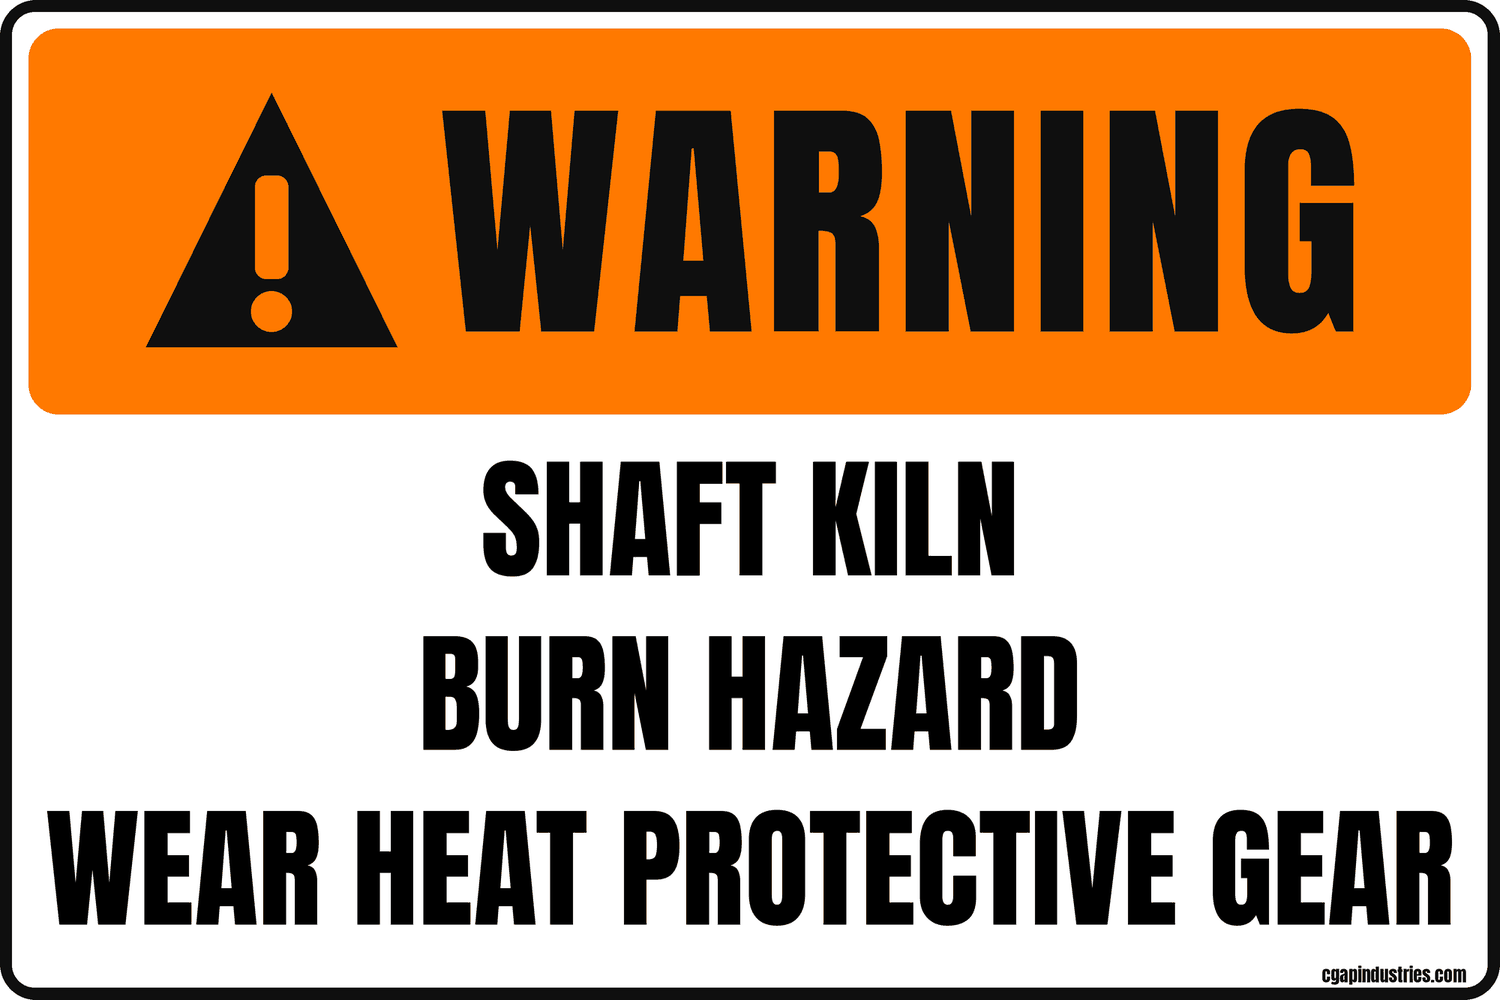 WARNING
SHAFT KILN
BURN HAZARD
WEAR HEAT PROTECTIVE GEAR
cgapindustries.com